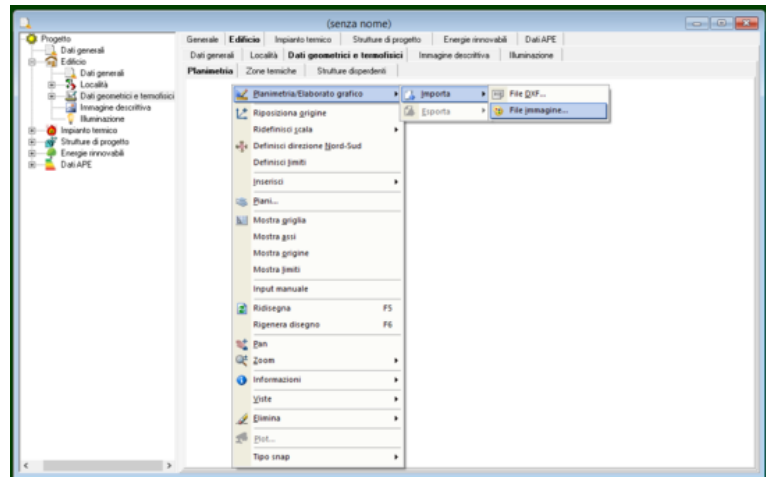 (senza nome)
Progetto
Dati generali
Edificio
Dati generali
Località
Dati geometrici e termofisici
Immagine descrittiva
Illuminazione
Impianto termico
Strutture di progetto
Energie rinnovabili
Dati APE
Generale Edificio Impianto termico Strutture di progetto Energie rinnovabili Dati APE
Dati generali Località Dati geometrici e termofisici Immagine descrittiva Illuminazione
Planimetria Zone termiche Strutture disperdenti
Planimetria/Elaborato grafico
Riposiziona origine
Ridefinisci scala
Definisci direzione Nord-Sud
Definisci limiti
Inserisci
Piani...
Mostra griglia
Mostra assi
Mostra origine
Mostra limiti
Input manuale
Ridisegna F5
Rigenera disegno F6
Pan
Zoom
Informazioni
Viste
Elimina
Plot...
Tipo snap
Importa
Esporta
File DXF...
File immagine...